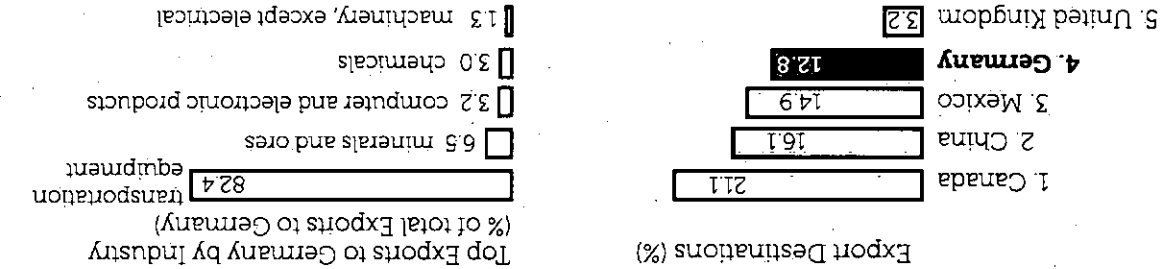 Export Destinations (%)
1. Canada 21.1
2. China 16.1
3. Mexico 14.9
4. Germany 12.8
5. United Kingdom 3.2
Top Exports to Germany by Industry
(% of total Exports to Germany)
82.4 transportation
equipment
6.5 minerals and ores
3.2 computer and electronic products
3.0 chemicals
1.3 machinery, except electrical